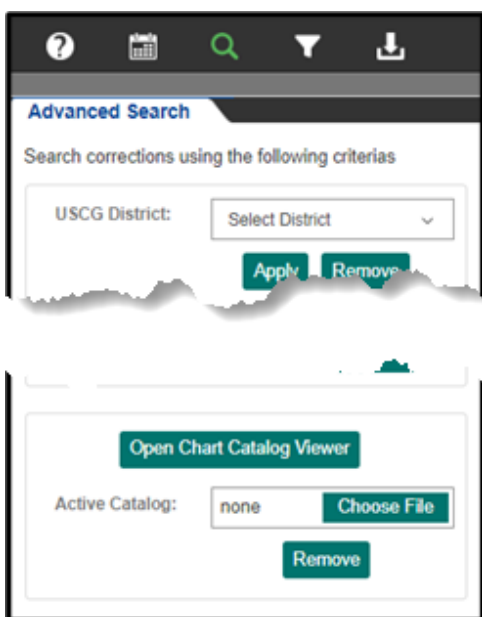 Advanced Search
Search corrections using the following criterias
USCG District: Select District
Apply Remove
Open Chart Catalog Viewer
Active Catalog: none Choose File
Remove